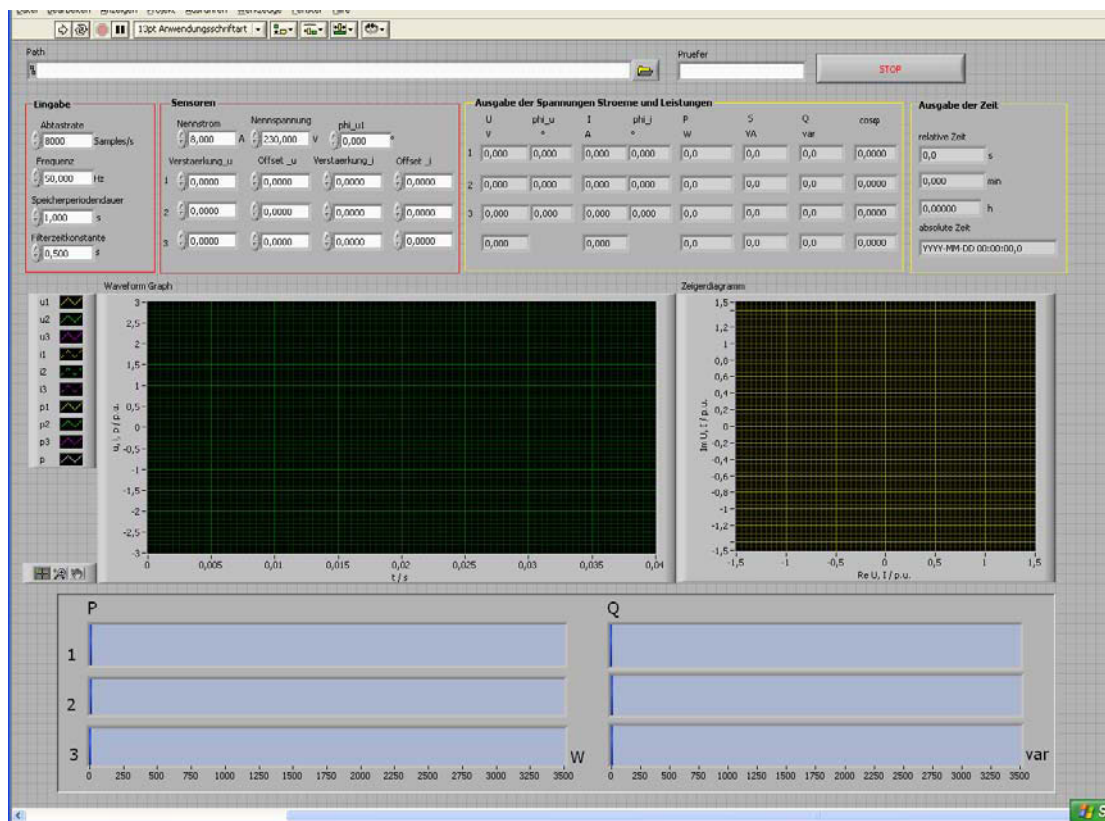 13pt Anwendungsschriftart
Path
Pruefer
STOP
Eingabe
Abtastrate
8000 Samples/s
Frequenz
50,000 Hz
Speicherperiodendauer
1,000 s
Filterzeitkonstante
0,500 s
Sensoren
Nennstrom Nennspannung phi_u1
8,000 A 230,000 V 0,000 °
Verstaerkung_u Offset _u Verstaerkung_i Offset _i
1 0,0000 0,0000 0,0000 0,0000
2 0,0000 0,0000 0,0000 0,0000
3 0,0000 0,0000 0,0000 0,0000
Ausgabe der Spannungen Stroeme und Leistungen
U phi_u I phi_i P S Q cosφ
V ° A ° W VA var
1 0,000 0,000 0,000 0,000 0,0 0,0 0,0 0,0000
2 0,000 0,000 0,000 0,000 0,0 0,0 0,0 0,0000
3 0,000 0,000 0,000 0,000 0,0 0,0 0,0 0,0000
0,000 0,000 0,0 0,0 0,0 0,0000
Ausgabe der Zeit
relative Zeit
0,0 s
0,000 min
0,00000 h
absolute Zeit
YYYY-MM-DD 00:00:00,0
u1
u2
u3
i1
i2
i3
p1
p2
p3
p
Waveform Graph
u, i, p / p.u.
3
2,5
2
1,5
1
0,5
0
-0,5
-1
-1,5
-2
-2,5
-3
0 0,005 0,01 0,015 0,02 0,025 0,03 0,035 0,04
t / s
Zeigerdiagramm
Im U, I / p.u.
1,5
1,2
1
0,0
0,6
0,4
0,2
0
-0,2
-0,4
-0,6
-0,8
-1
-1,2
-1,5
-1,5 -1 -0,5 0 0,5 1 1,5
Re U, I / p.u.
P
1
2
3
W
0 250 500 750 1000 1250 1500 1750 2000 2250 2500 2750 3000 3250 3500
Q
var
0 250 500 750 1000 1250 1500 1750 2000 2250 2500 2750 3000 3250 3500